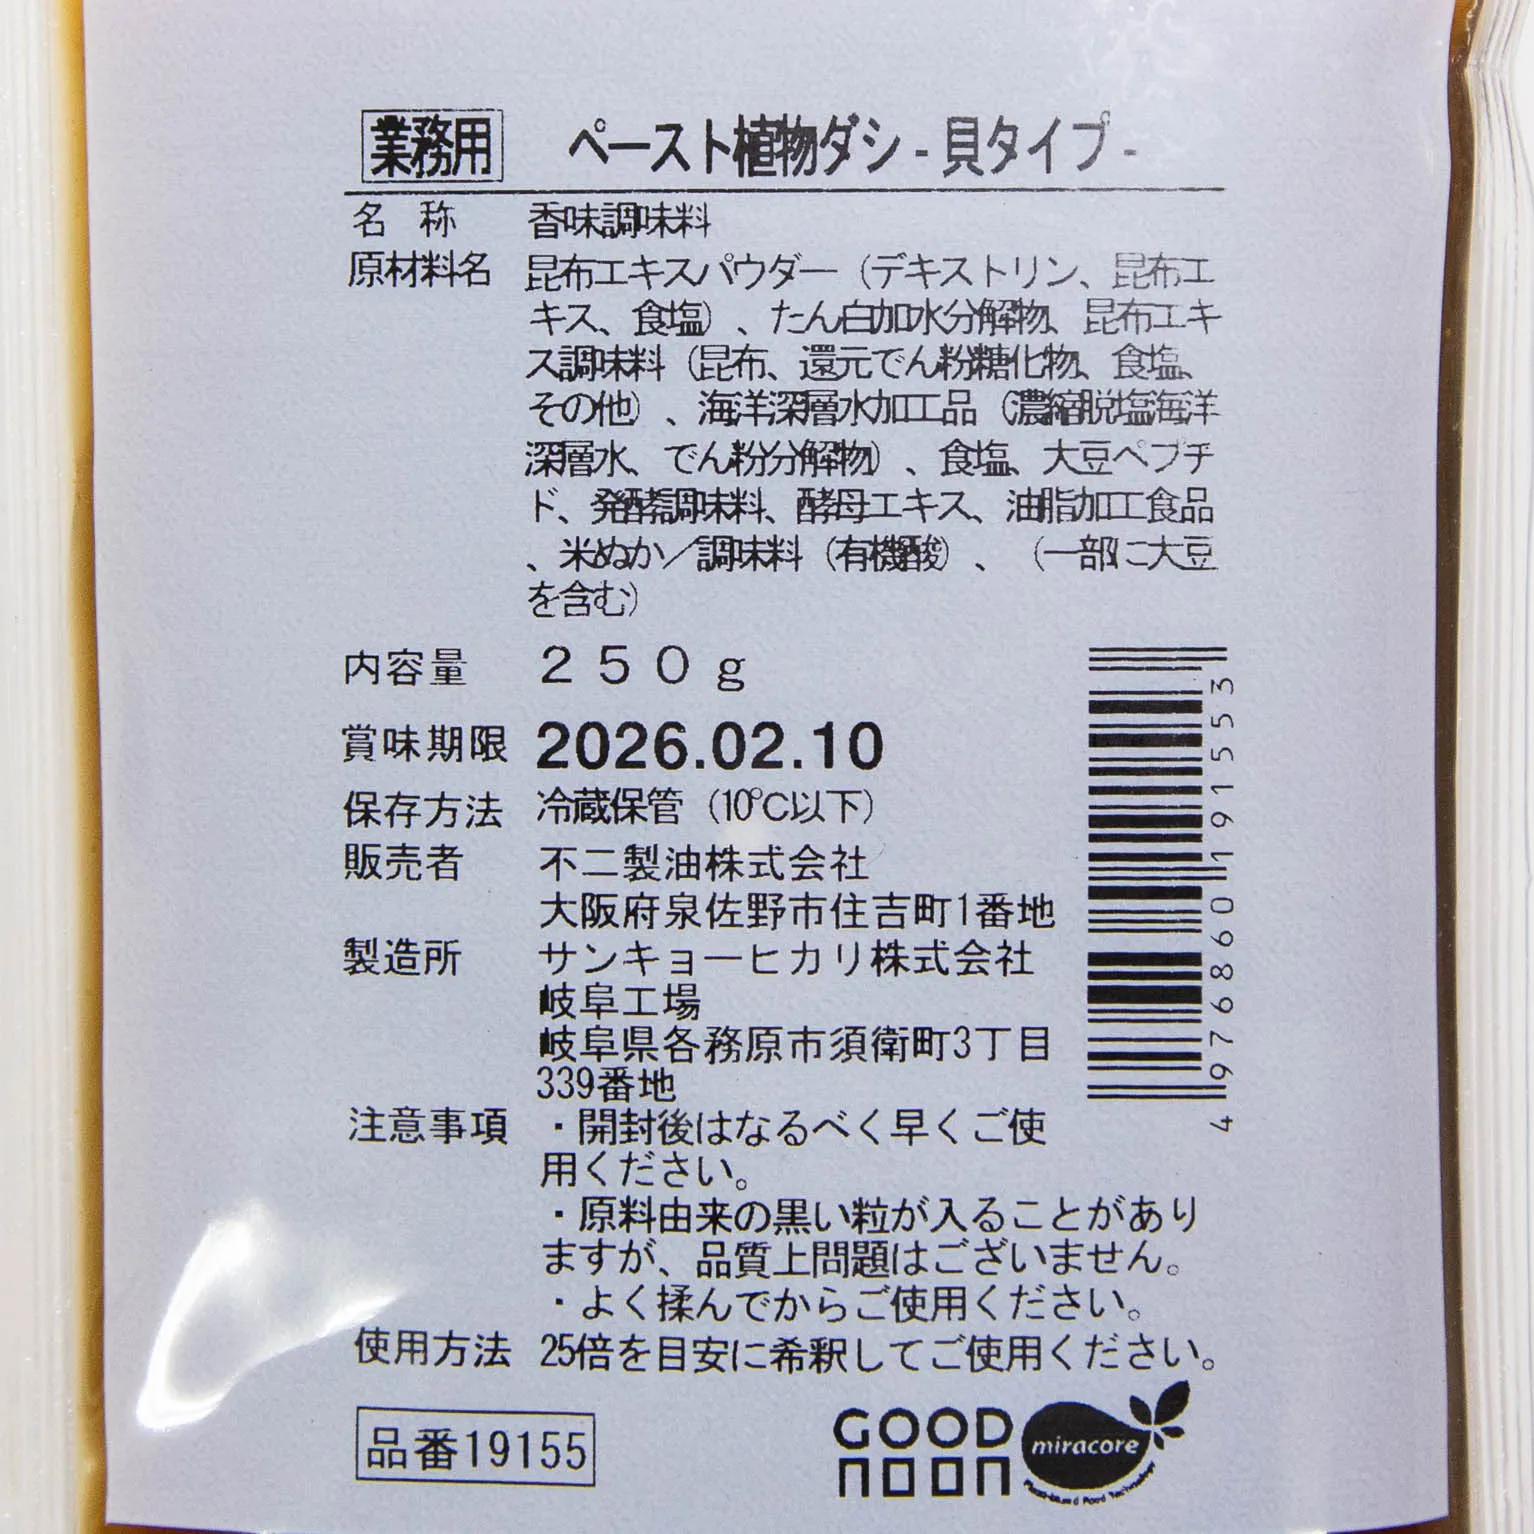 業務用 ペースト植物ダシ - 貝タイプ -
名 称 香味調味料
原材料名 昆布エキスパウダー（デキストリン、昆布エ
キス、食塩）、たん白加水分解物、昆布エキ
ス調味料（昆布、還元でん粉糖化物、食塩、
その他）、海洋深層水加工品（濃縮脱塩海洋
深層水、でん粉分解物）、食塩、大豆ペプチ
ド、発酵調味料、酵母エキス、油脂加工食品
、米ぬか／調味料（有機酸）、（一部に大豆
を含む）
内容量 250g
賞味期限 2026.02.10
保存方法 冷蔵保管（10℃以下）
販売者 不二製油株式会社
大阪府泉佐野市住吉町1番地
製造所 サンキョーヒカリ株式会社
岐阜工場
岐阜県各務原市須衛町3丁目
339番地
注意事項 ・開封後はなるべく早くご使
用ください。
・原料由来の黒い粒が入ることがあり
ますが、品質上問題はございません。
・よく揉んでからご使用ください。
使用方法 25倍を目安に希釈してご使用ください。
4976860191553
品番19155
GOOD
NOON
miracore
Plant-Based Food Technology